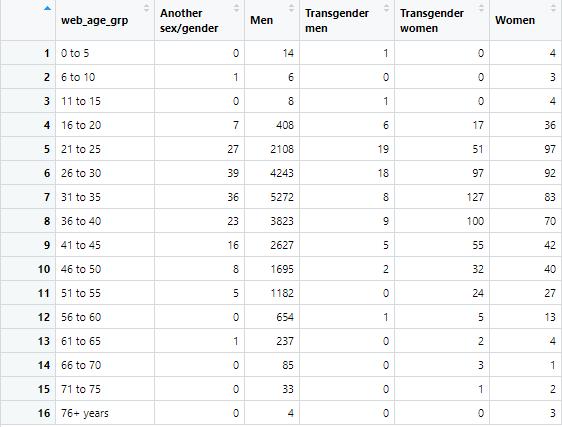 web_age_grp Another sex/gender Men Transgender men Transgender women Women
1 0 to 5 0 14 1 0 4
2 6 to 10 1 6 0 0 3
3 11 to 15 0 8 1 0 4
4 16 to 20 7 408 6 17 36
5 21 to 25 27 2108 19 51 97
6 26 to 30 39 4243 18 97 92
7 31 to 35 36 5272 8 127 83
8 36 to 40 23 3823 9 100 70
9 41 to 45 16 2627 5 55 42
10 46 to 50 8 1695 2 32 40
11 51 to 55 5 1182 0 24 27
12 56 to 60 0 654 1 5 13
13 61 to 65 1 237 0 2 4
14 66 to 70 0 85 0 3 1
15 71 to 75 0 33 0 1 2
16 76+ years 0 4 0 0 3